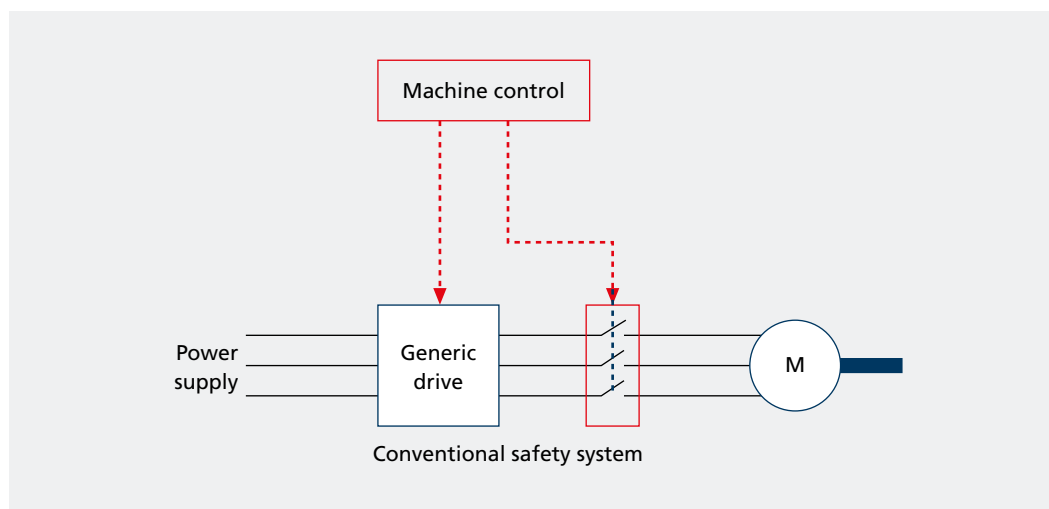 Machine control
Power
supply
Generic
drive
M
Conventional safety system